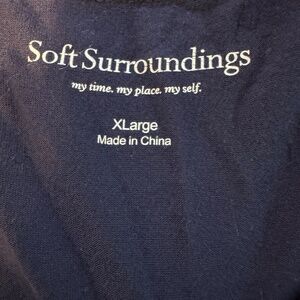 Soft Surroundings
my time. my place. my self.
XLarge
Made in China